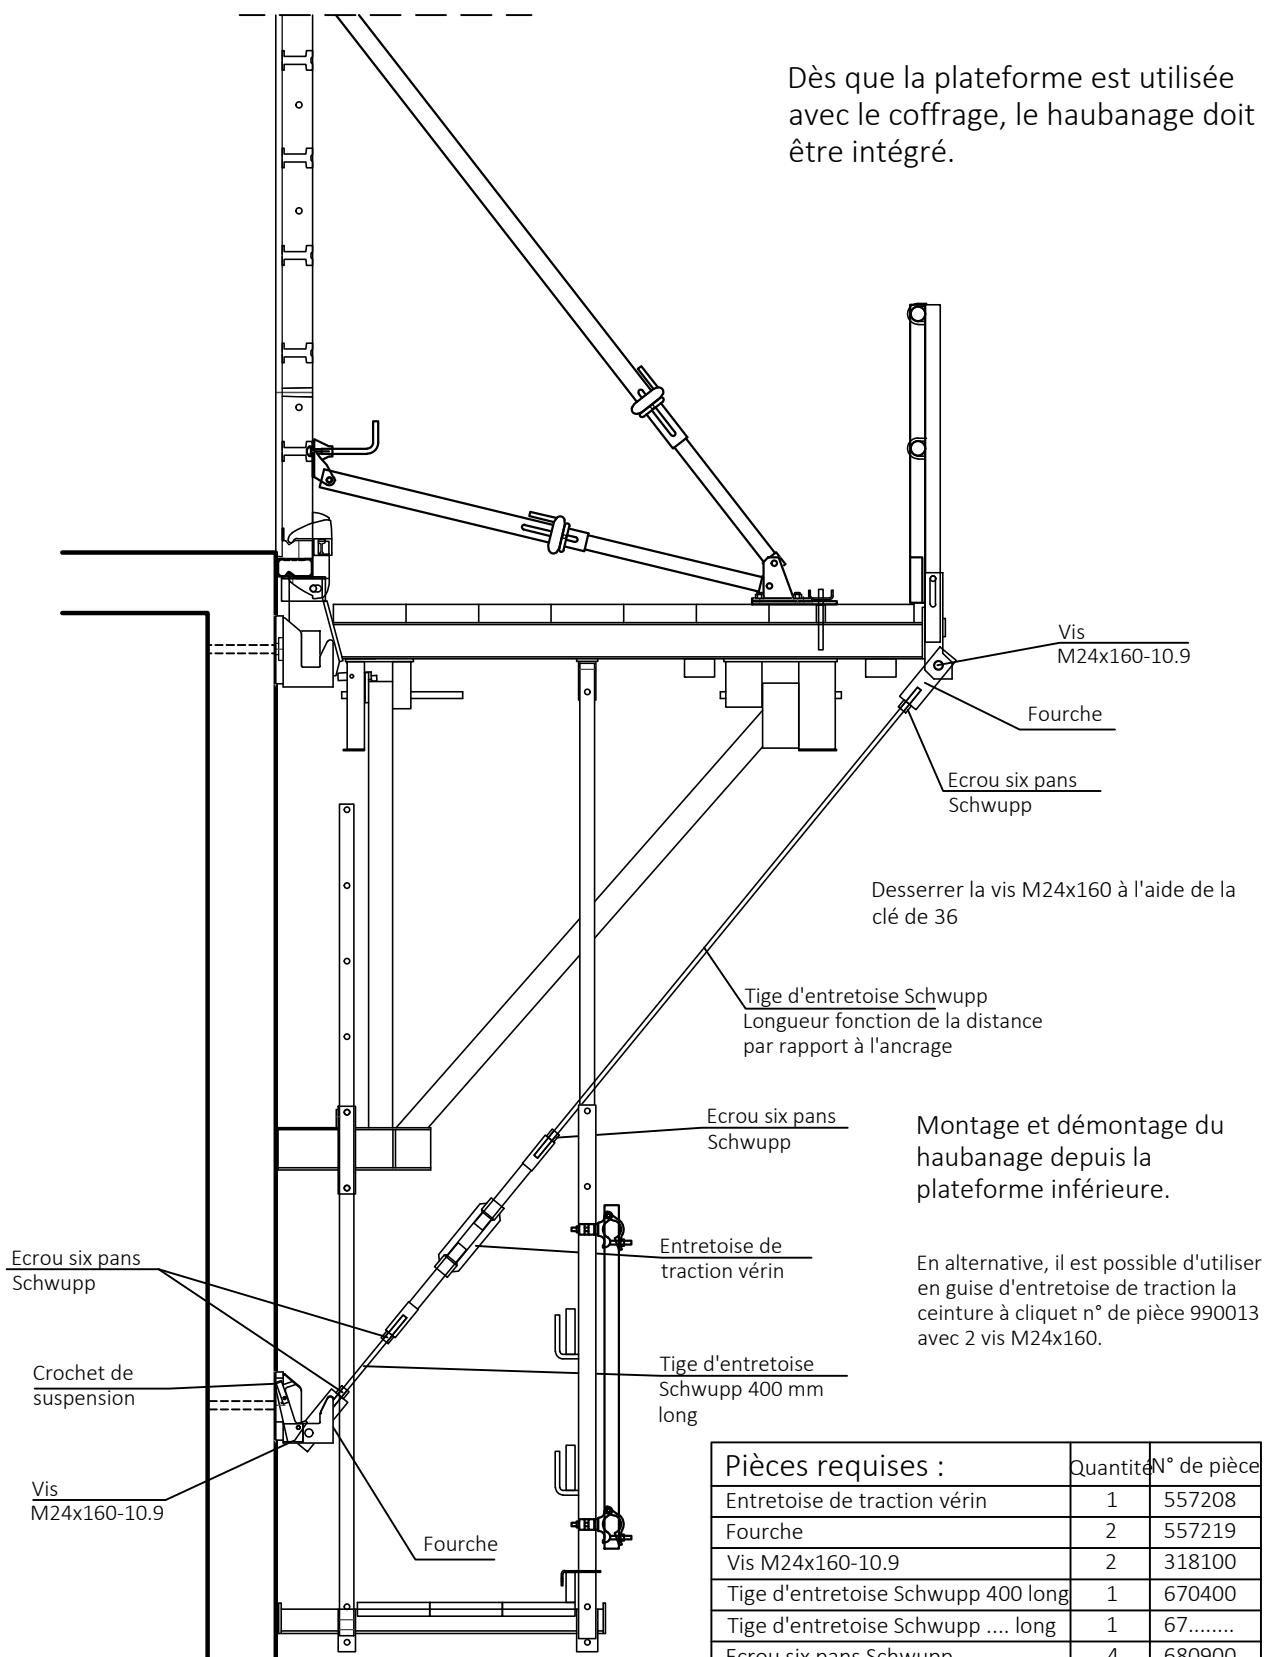 Dès que la plateforme est utilisée
avec le coffrage, le haubanage doit
être intégré.
Vis
M24x160-10.9
Fourche
Ecrou six pans
Schwupp
Desserrer la vis M24x160 à l'aide de la
clé de 36
Tige d'entretoise Schwupp
Longueur fonction de la distance
par rapport à l'ancrage
Ecrou six pans
Schwupp
Montage et démontage du
haubanage depuis la
plateforme inférieure.
Entretoise de
traction vérin
Ecrou six pans
Schwupp
En alternative, il est possible d'utiliser
en guise d'entretoise de traction la
ceinture à cliquet n° de pièce 990013
avec 2 vis M24x160.
Crochet de
suspension
Tige d'entretoise
Schwupp 400 mm
long
Vis
M24x160-10.9
Fourche
Pièces requises : Quantité N° de pièce
Entretoise de traction vérin 1 557208
Fourche 2 557219
Vis M24x160-10.9 2 318100
Tige d'entretoise Schwupp 400 long 1 670400
Tige d'entretoise Schwupp .... long 1 67........
Ecrou six pans Schwupp 4 680900